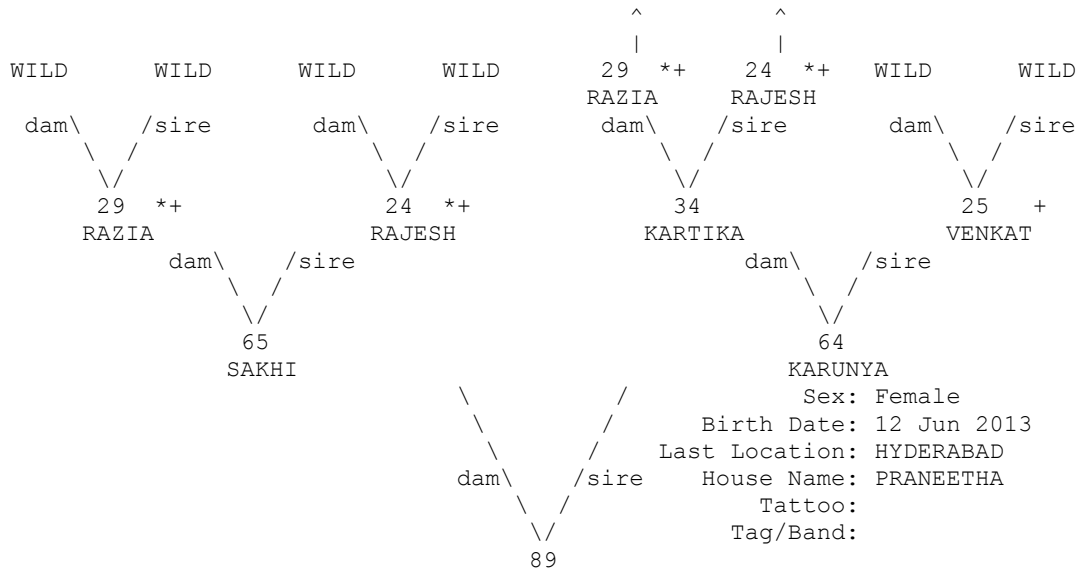 ^ ^
| |
WILD WILD WILD WILD 29 *+ 24 *+ WILD WILD
RAZIA RAJESH
dam\ /sire dam\ /sire dam\ /sire dam\ /sire
\ / \ / \ / \ /
\/ \/ \/ \/
29 *+ 24 *+ 34 25 +
RAZIA RAJESH KARTIKA VENKAT
dam\ /sire dam\ /sire
\ / \ /
\/ \/
65 64
SAKHI KARUNYA
\ / Sex: Female
\ / Birth Date: 12 Jun 2013
\ / Last Location: HYDERABAD
dam\ /sire House Name: PRANEETHA
\ / Tattoo:
\/ Tag/Band:
89